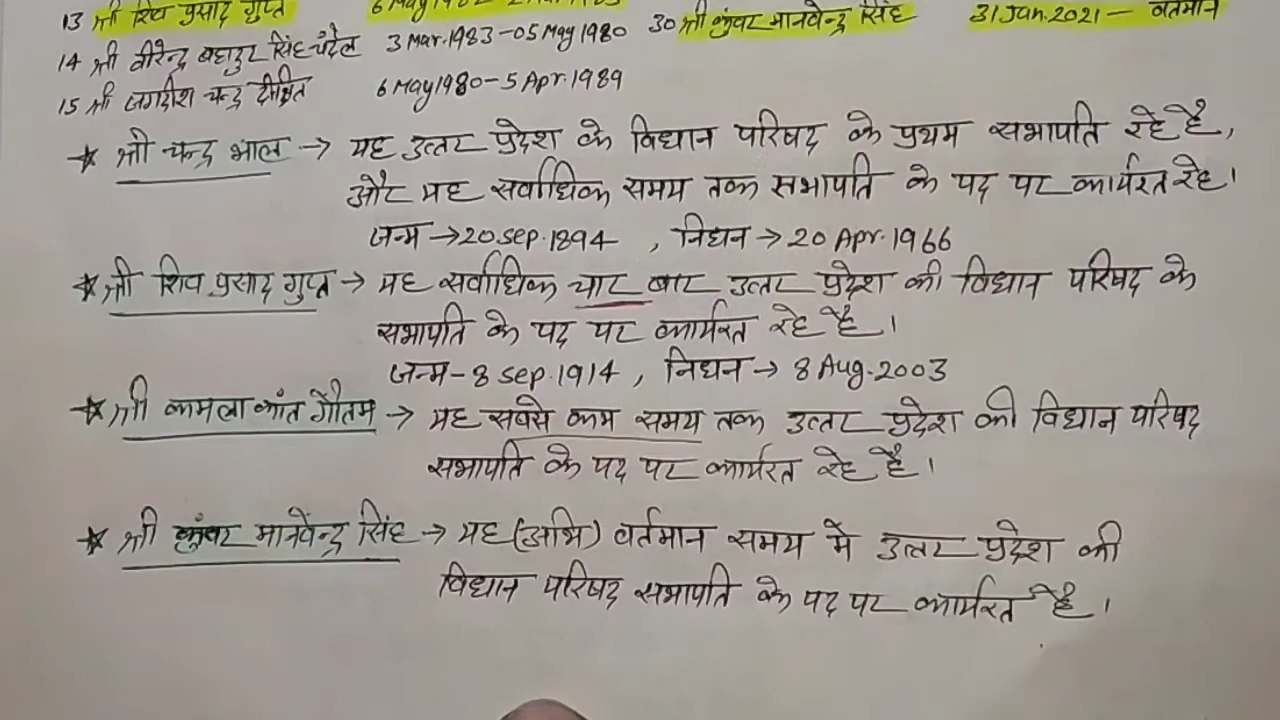 13 श्री शिव प्रसाद गुप्त
30 श्री कुंवर मानवेन्द्र सिंह 31 Jan. 2021 — वर्तमान
14 श्री वीरेन्द्र बहादुर सिंह चंदेल 3 Mar. 1983 - 05 May 1980
15 श्री जगदीश चन्द्र दीक्षित 6 May 1980 - 5 Apr. 1989
★ श्री चन्द्र भाल → यह उत्तर प्रदेश के विधान परिषद के प्रथम सभापति रहे है,
और यह सर्वाधिक समय तक सभापति के पद पर कार्यरत रहे।
जन्म → 20 Sep. 1894 , निधन → 20 Apr. 1966
★ श्री शिव प्रसाद गुप्त → यह सर्वाधिक चार बार उत्तर प्रदेश की विधान परिषद के
सभापति के पद पर कार्यरत रहे है।
जन्म - 8 Sep. 1914 , निधन → 8 Aug. 2003
★ श्री कमला कांत गौतम → यह सबसे कम समय तक उत्तर प्रदेश की विधान परिषद
सभापति के पद पर कार्यरत रहे है।
★ श्री कुंवर मानवेंन्द्र सिंह → यह (अभि) वर्तमान समय मे उत्तर प्रदेश की
विधान परिषद सभापति के पद पर कार्यरत है।